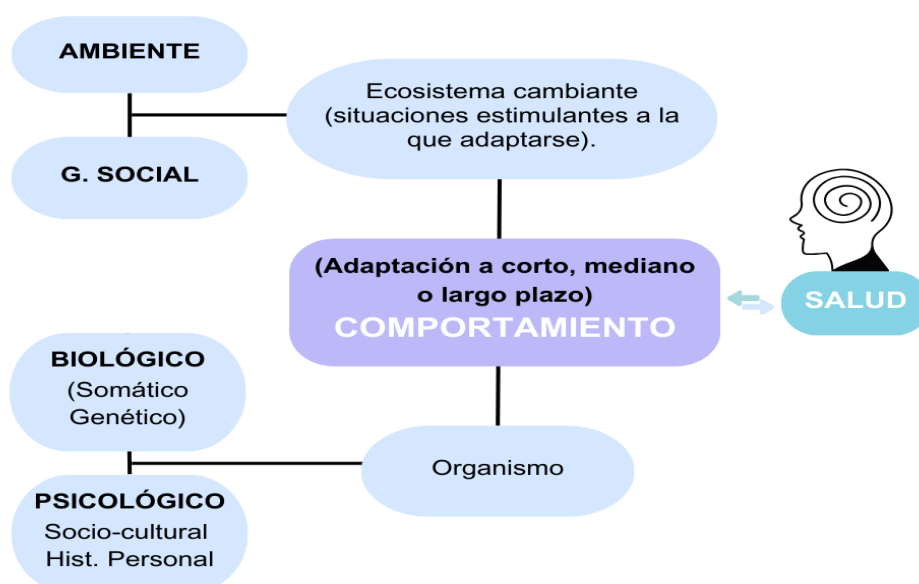 AMBIENTE
G. SOCIAL
Ecosistema cambiante
(situaciones estimulantes a la
que adaptarse).
(Adaptación a corto, mediano
o largo plazo)
COMPORTAMIENTO
SALUD
BIOLÓGICO
(Somático
Genético)
PSICOLÓGICO
Socio-cultural
Hist. Personal
Organismo